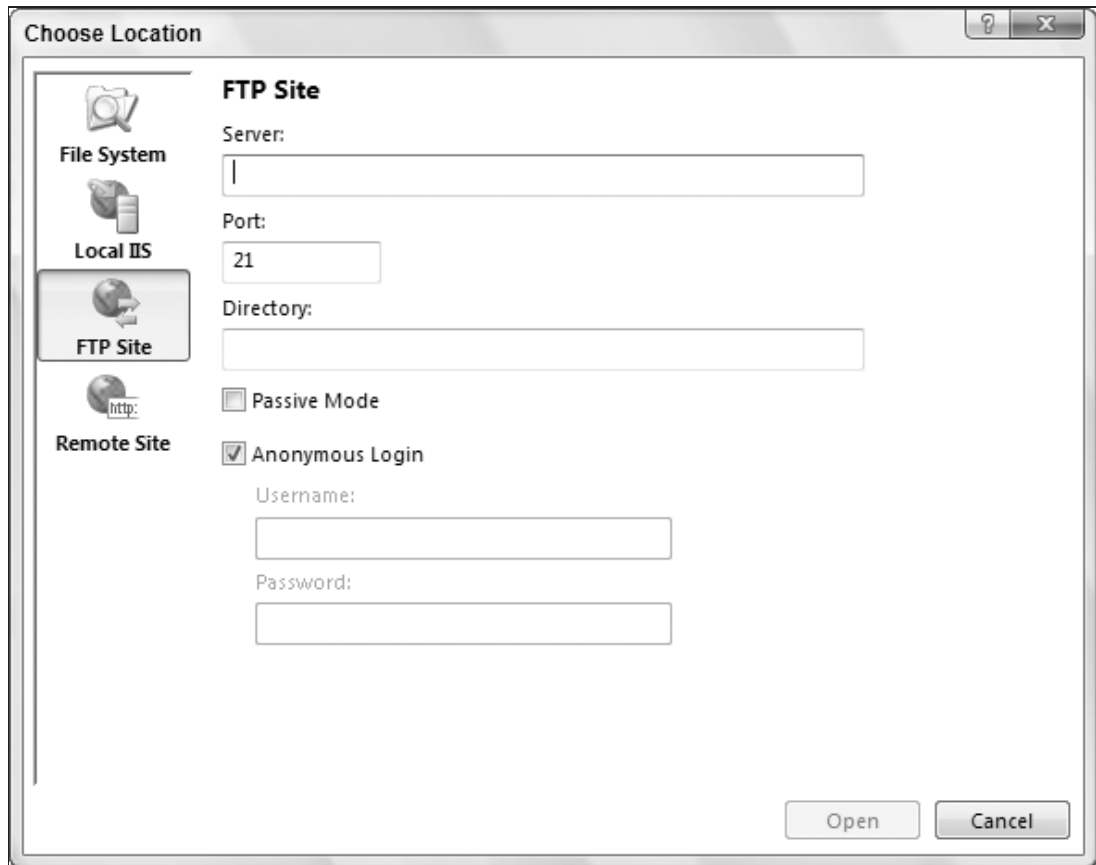 Choose Location
?
File System
Local IIS
FTP Site
http:
Remote Site
FTP Site
Server:
Port:
21
Directory:
Passive Mode
Anonymous Login
Username:
Password:
Open
Cancel